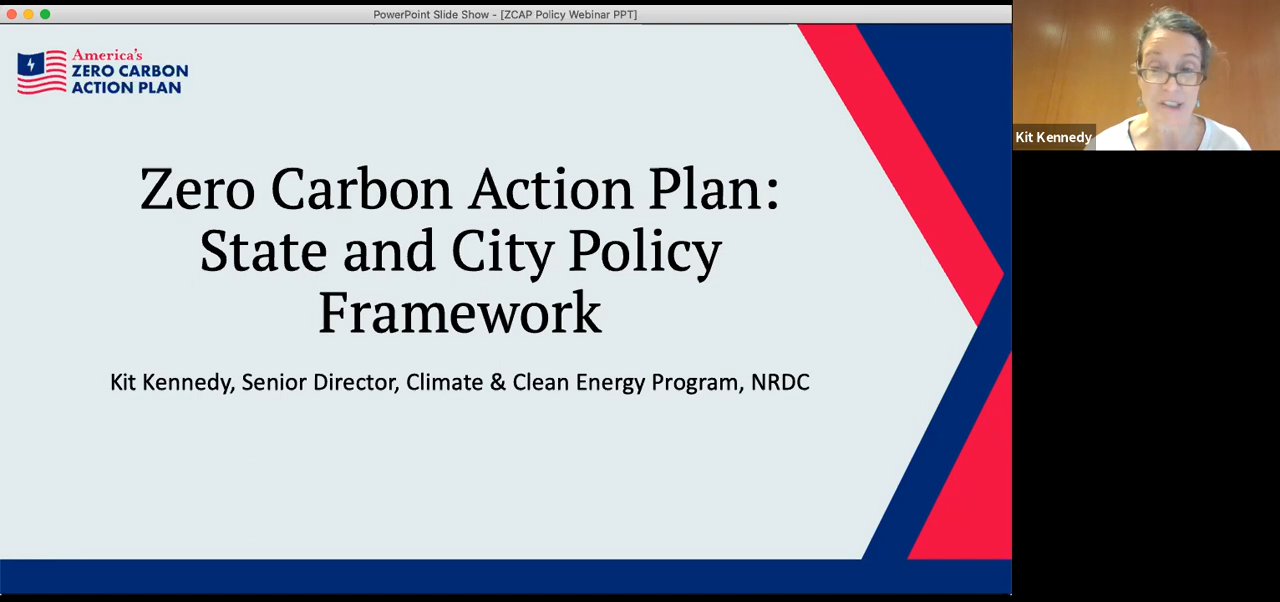 PowerPoint Slide Show - [ZCAP Policy Webinar PPT]
America's
ZERO CARBON
ACTION PLAN
Zero Carbon Action Plan:
State and City Policy
Framework
Kit Kennedy, Senior Director, Climate & Clean Energy Program, NRDC
Kit Kennedy